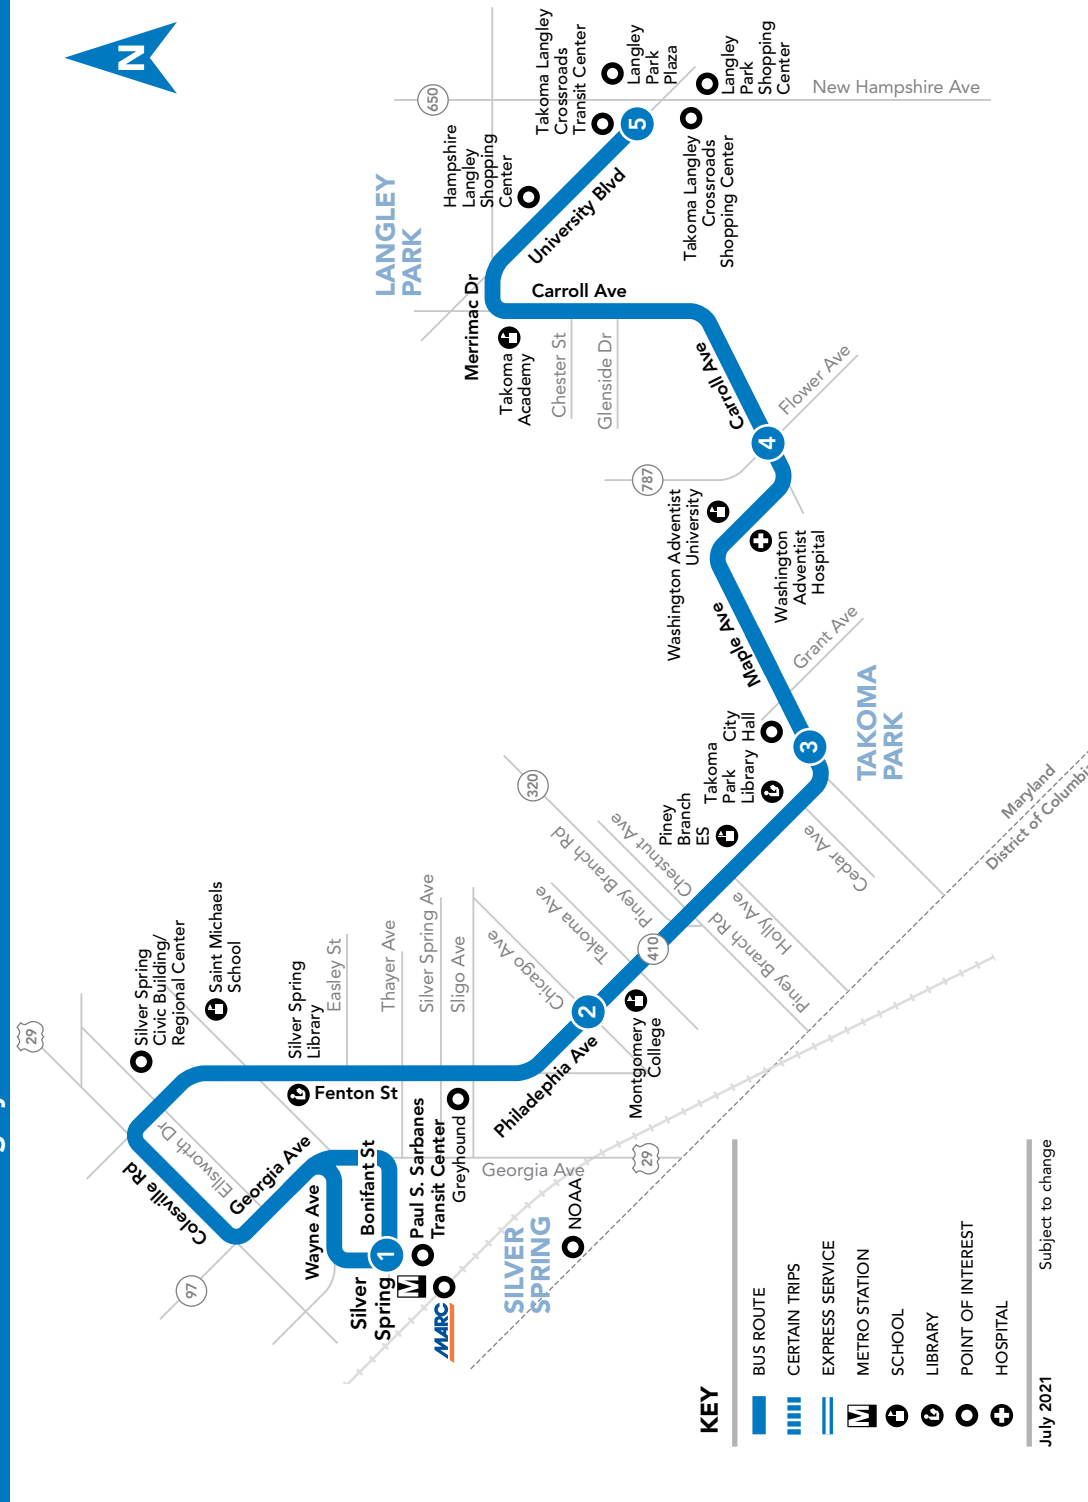 N
29
Silver Spring
Civic Building/
Regional Center
Saint Michaels
School
Ellsworth Dr
Colesville Rd
Georgia Ave
97
Wayne Ave
Bonifant St
Silver
Spring
1
Paul S. Sarbanes
Transit Center
M
MARC
Greyhound
Silver Spring
Library
Fenton St
Easley St
Thayer Ave
Silver Spring Ave
Sligo Ave
Georgia Ave
29
SILVER
SPRING
NOAA
Philadephia Ave
Chicago Ave
2
Takoma Ave
Montgomery
College
410
320
Piney Branch Rd
Chestnut Ave
Piney Branch Rd
Holly Ave
Piney
Branch
ES
Takoma
Park
Library
City
Hall
3
Cedar Ave
TAKOMA
PARK
Grant Ave
Maple Ave
Maryland
District of Columbi
Washington Adventist
University
Washington
Adventist
Hospital
787
4
Flower Ave
Carroll Ave
Glenside Dr
Chester St
Takoma
Academy
Merrimac Dr
Carroll Ave
LANGLEY
PARK
University Blvd
Hampshire
Langley
Shopping
Center
650
Takoma Langley
Crossroads
Transit Center
5
Langley
Park
Plaza
Langley
Park
Shopping
Center
Takoma Langley
Crossroads
Shopping Center
New Hampshire Ave
KEY
BUS ROUTE
CERTAIN TRIPS
EXPRESS SERVICE
M METRO STATION
SCHOOL
LIBRARY
POINT OF INTEREST
HOSPITAL
July 2021
Subject to change